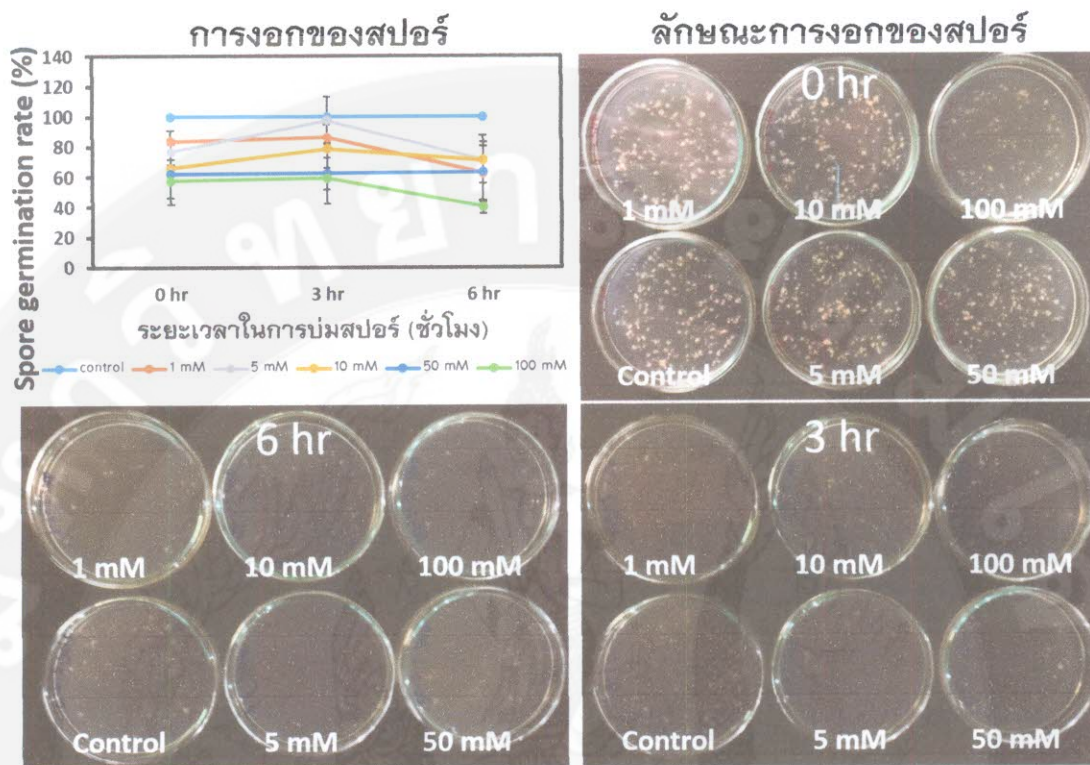 การงอกของสปอร์
Spore germination rate (%)
140
120
100
80
60
40
20
0
0 hr 3 hr 6 hr
ระยะเวลาในการบ่มสปอร์ (ชั่วโมง)
control 1 mM 5 mM 10 mM 50 mM 100 mM
ลักษณะการงอกของสปอร์
0 hr
1 mM 10 mM 100 mM
Control 5 mM 50 mM
6 hr
1 mM 10 mM 100 mM
Control 5 mM 50 mM
3 hr
1 mM 10 mM 100 mM
Control 5 mM 50 mM